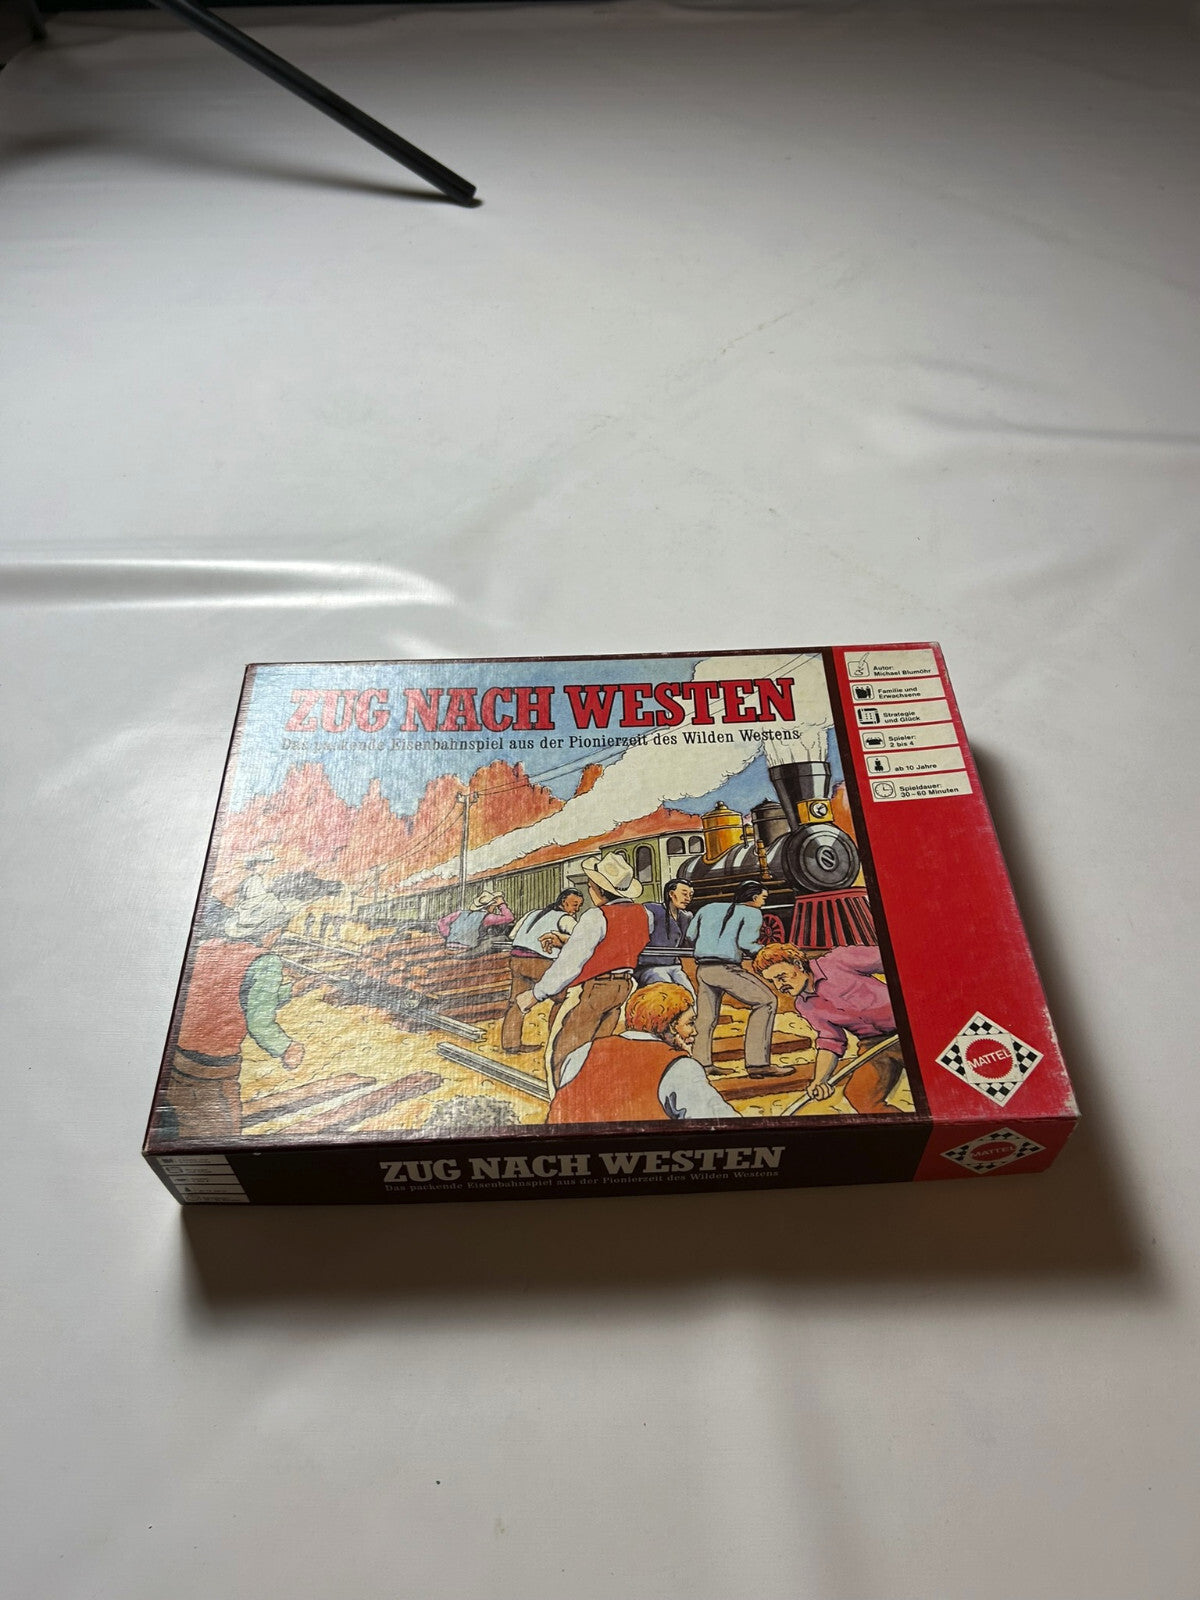 ZUG NACH WESTEN
Das packende Eisenbahnspiel aus der Pionierzeit des Wilden Westens
Autor:
Michael Blumöhr
Familie und
Erwachsene
Strategie
und Glück
Spieler:
2 bis 4
ab 10 Jahre
Spieldauer:
30-60 Minuten
MATTEL
ZUG NACH WESTEN
Das packende Eisenbahnspiel aus der Pionierzeit des Wilden Westens
MATTEL